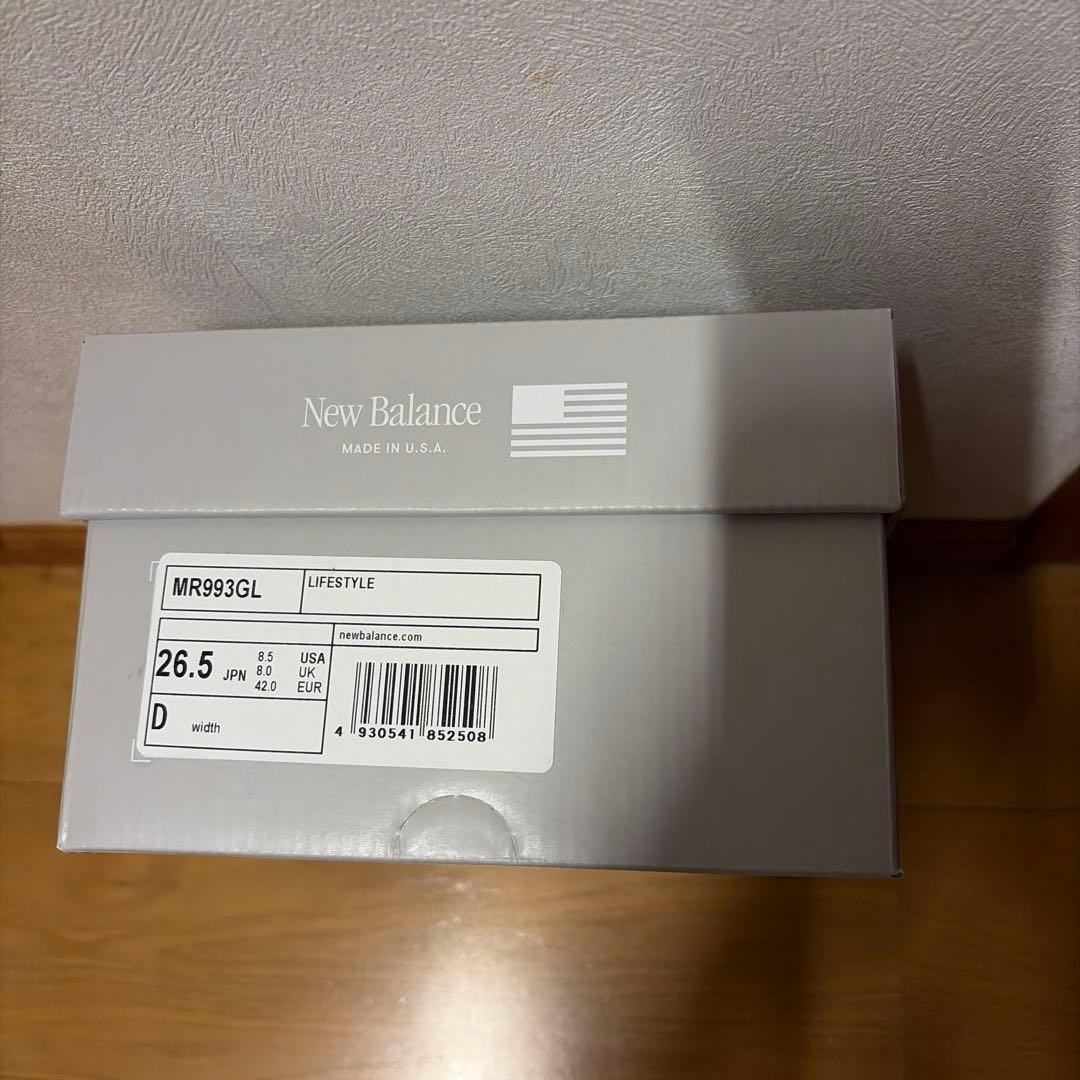 New Balance
MADE IN U.S.A.
MR993GL
LIFESTYLE
newbalance.com
26.5 JPN
8.5 USA
8.0 UK
42.0 EUR
D width
4 930541 852508